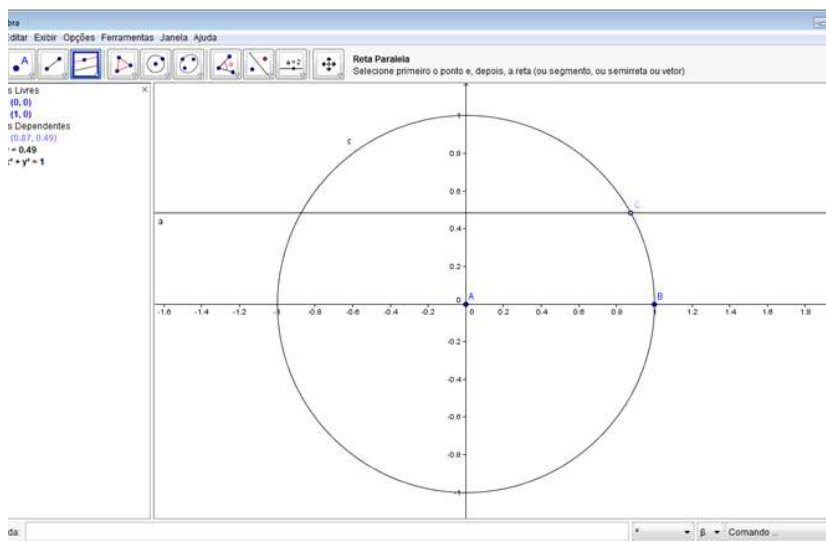 bra
Editar Exibir Opções Ferramentas Janela Ajuda
A
a=2
Reta Paralela
Selecione primeiro o ponto e, depois, a reta (ou segmento, ou semirreta ou vetor)
s Livres
(0, 0)
(1, 0)
s Dependentes
(0.87, 0.49)
= 0.49
² + y² = 1
1
c
0.8
0.6
C
a
0.4
0.2
0
A
B
-1.6 -1.4 -1.2 -1 -0.8 -0.6 -0.4 -0.2 0 0.2 0.4 0.6 0.8 1 1.2 1.4 1.6 1.8
-0.2
-0.4
-0.6
-0.8
-1
da:
β
Comando ...